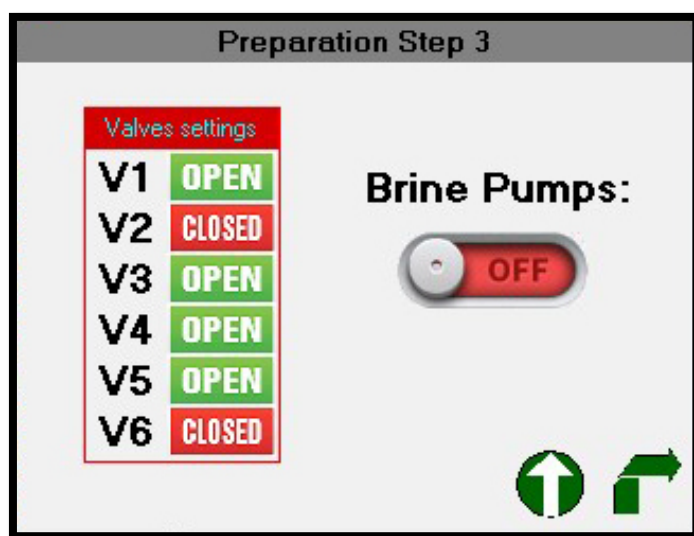 Preparation Step 3
Valves settings
V1 OPEN
V2 CLOSED
V3 OPEN
V4 OPEN
V5 OPEN
V6 CLOSED
Brine Pumps:
OFF